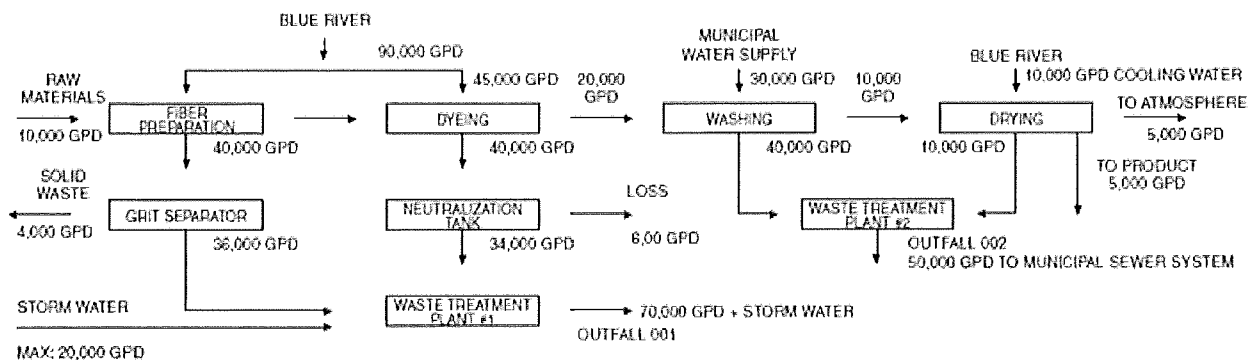 BLUE RIVER
90,000 GPD
45,000 GPD
20,000
GPD
MUNICIPAL
WATER SUPPLY
30,000 GPD
10,000
GPD
BLUE RIVER
10,000 GPD COOLING WATER
RAW
MATERIALS
10,000 GPD
FIBER
PREPARATION
40,000 GPD
DYEING
40,000 GPD
WASHING
40,000 GPD
DRYING
10,000 GPD
TO ATMOSPHERE
5,000 GPD
TO PRODUCT
5,000 GPD
SOLID
WASTE
4,000 GPD
GRIT SEPARATOR
36,000 GPD
NEUTRALIZATION
TANK
34,000 GPD
LOSS
6,00 GPD
WASTE TREATMENT
PLANT #2
OUTFALL 002
50,000 GPD TO MUNICIPAL SEWER SYSTEM
STORM WATER
MAX: 20,000 GPD
WASTE TREATMENT
PLANT #1
70,000 GPD + STORM WATER
OUTFALL 001